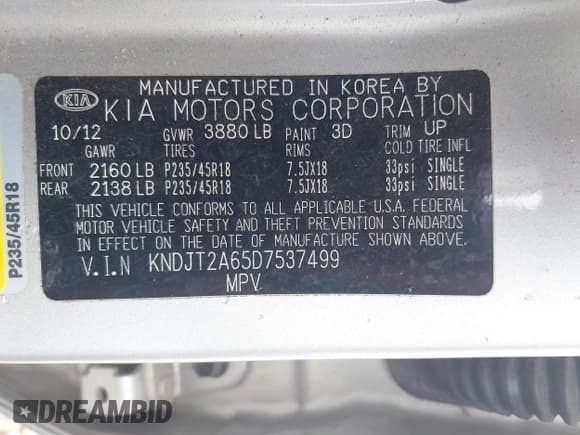 MANUFACTURED IN KOREA BY
KIA KIA MOTORS CORPORATION
10/12 GVWR 3880 LB PAINT 3D TRIM UP
GAWR TIRES RIMS COLD TIRE INFL
FRONT 2160 LB P235/45R18 7.5JX18 33psi SINGLE
REAR 2138 LB P235/45R18 7.5JX18 33psi SINGLE
THIS VEHICLE CONFORMS TO ALL APPLICABLE U.S.A. FEDERAL
MOTOR VEHICLE SAFETY AND THEFT PREVENTION STANDARDS
IN EFFECT ON THE DATE OF MANUFACTURE SHOWN ABOVE.
V.I.N KNDJT2A65D7537499
MPV
P235/45R18
DREAMBID